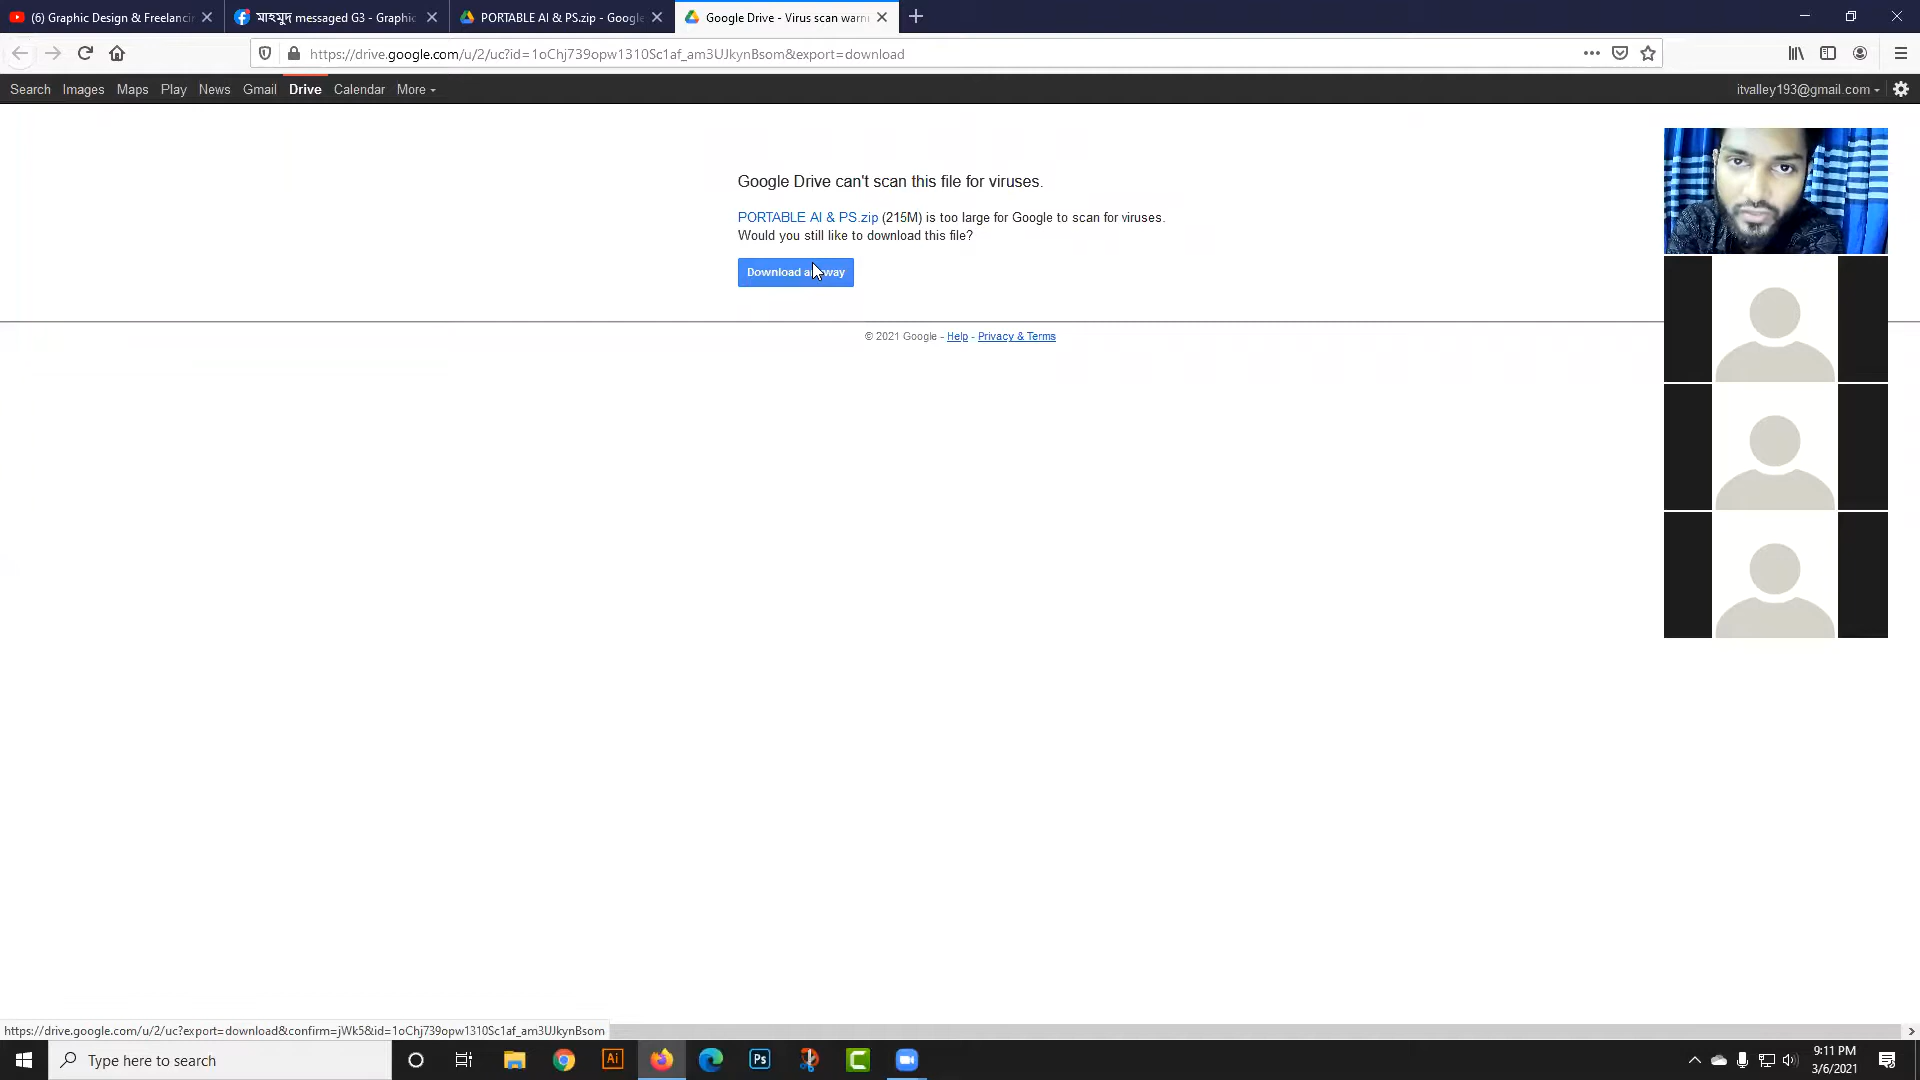 (6) Graphic Design & Freelancin
মাহমুদ messaged G3 - Graphic
PORTABLE AI & PS.zip - Google
Google Drive - Virus scan warn
https://drive.google.com/u/2/uc?id=1oChj739opw1310Sc1af_am3UJkynBsom&export=download
Search Images Maps Play News Gmail Drive Calendar More
itvalley193@gmail.com
Google Drive can't scan this file for viruses.
PORTABLE AI & PS.zip (215M) is too large for Google to scan for viruses.
Would you still like to download this file?
Download anyway
© 2021 Google - Help - Privacy & Terms
https://drive.google.com/u/2/uc?export=download&confirm=jWk5&id=1oChj739opw1310Sc1af_am3UJkynBsom
Type here to search
Ai
Ps
9:11 PM
3/6/2021